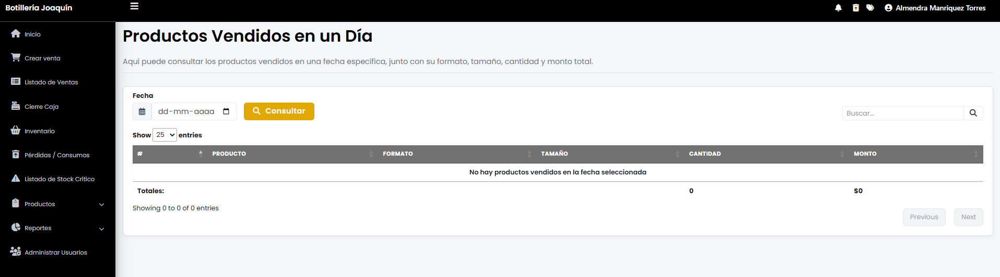 Botillería Joaquín
Almendra Manriquez Torres
Inicio
Crear venta
Listado de Ventas
Cierre Caja
Inventario
Pérdidas / Consumos
Listado de Stock Crítico
Productos
Reportes
Administrar Usuarios
Productos Vendidos en un Día
Aquí puede consultar los productos vendidos en una fecha específica, junto con su formato, tamaño, cantidad y monto total.
Fecha
dd-mm-aaaa Consultar
Buscar...
Show 25 entries
# PRODUCTO FORMATO TAMAÑO CANTIDAD MONTO
No hay productos vendidos en la fecha seleccionada
Totales: 0 $0
Showing 0 to 0 of 0 entries
Previous Next